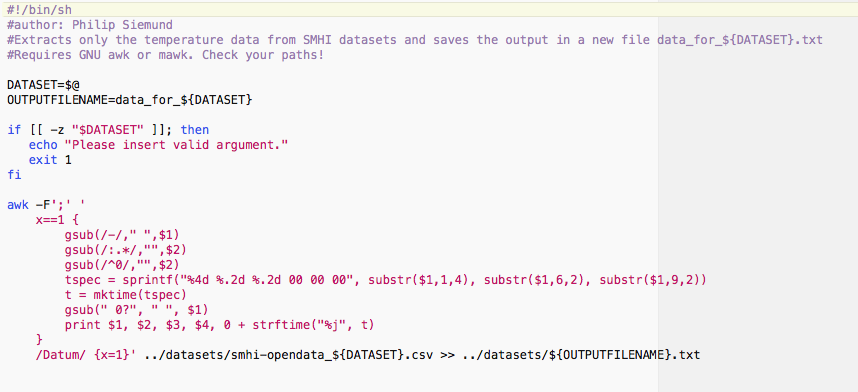 #!/bin/sh
#author: Philip Siemund
#Extracts only the temperature data from SMHI datasets and saves the output in a new file data_for_${DATASET}.txt
#Requires GNU awk or mawk. Check your paths!

DATASET=$@
OUTPUTFILENAME=data_for_${DATASET}

if [[ -z "$DATASET" ]]; then
   echo "Please insert valid argument."
   exit 1
fi

awk -F';' '
    x==1 {
        gsub(/-/," ",$1)
        gsub(/:.*/,"",$2)
        gsub(/^0/,"",$2)
        tspec = sprintf("%4d %.2d %.2d 00 00 00", substr($1,1,4), substr($1,6,2), substr($1,9,2))
        t = mktime(tspec)
        gsub(" 0?", " ", $1)
        print $1, $2, $3, $4, 0 + strftime("%j", t)
    }
    /Datum/ {x=1}' ../datasets/smhi-opendata_${DATASET}.csv >> ../datasets/${OUTPUTFILENAME}.txt